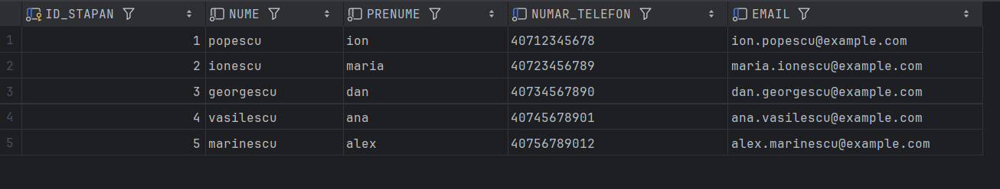 ID_STAPAN NUME PRENUME NUMAR_TELEFON EMAIL
1 1 popescu ion 40712345678 ion.popescu@example.com
2 2 ionescu maria 40723456789 maria.ionescu@example.com
3 3 georgescu dan 40734567890 dan.georgescu@example.com
4 4 vasilescu ana 40745678901 ana.vasilescu@example.com
5 5 marinescu alex 40756789012 alex.marinescu@example.com